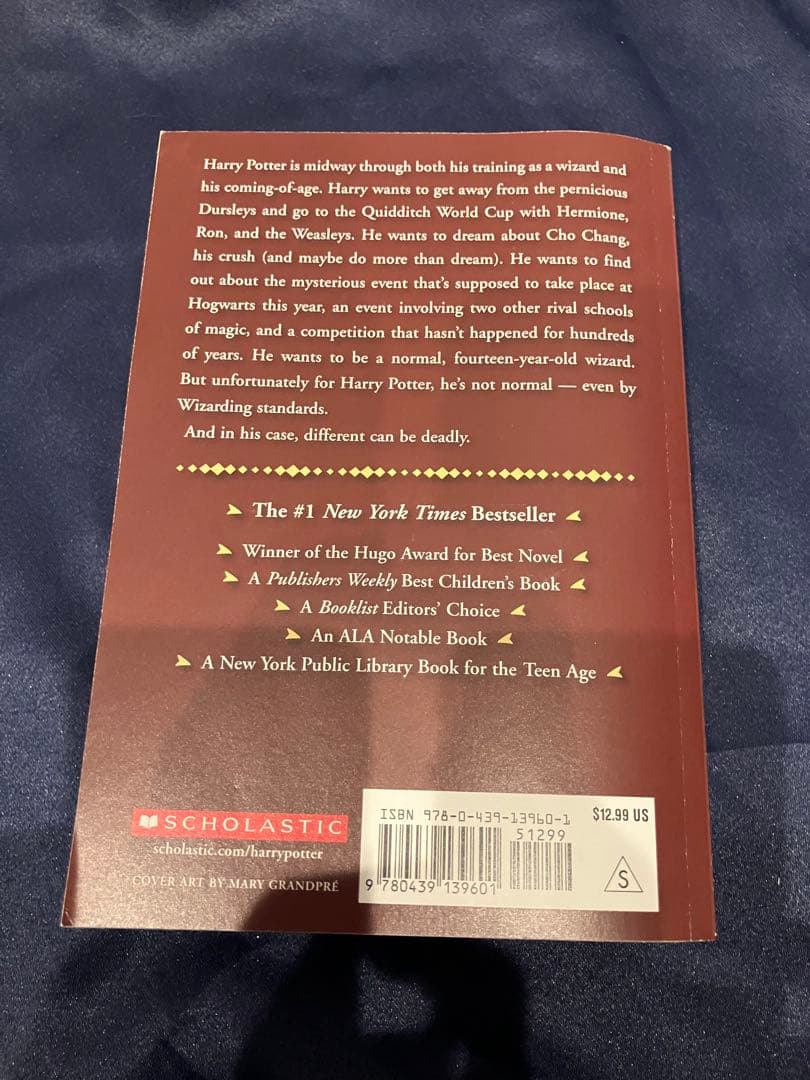 Harry Potter is midway through both his training as a wizard and
his coming-of-age. Harry wants to get away from the pernicious
Dursleys and go to the Quidditch World Cup with Hermione,
Ron, and the Weasleys. He wants to dream about Cho Chang,
his crush (and maybe do more than dream). He wants to find
out about the mysterious event that's supposed to take place at
Hogwarts this year, an event involving two other rival schools
of magic, and a competition that hasn't happened for hundreds
of years. He wants to be a normal, fourteen-year-old wizard.
But unfortunately for Harry Potter, he's not normal — even by
Wizarding standards.
And in his case, different can be deadly.
The #1 New York Times Bestseller
Winner of the Hugo Award for Best Novel
A Publishers Weekly Best Children's Book
A Booklist Editors' Choice
An ALA Notable Book
A New York Public Library Book for the Teen Age
SCHOLASTIC
scholastic.com/harrypotter
COVER ART BY MARY GRANDPRÉ
ISBN 978-0-439-13960-1
$12.99 US
51299
9 780439 139601
S